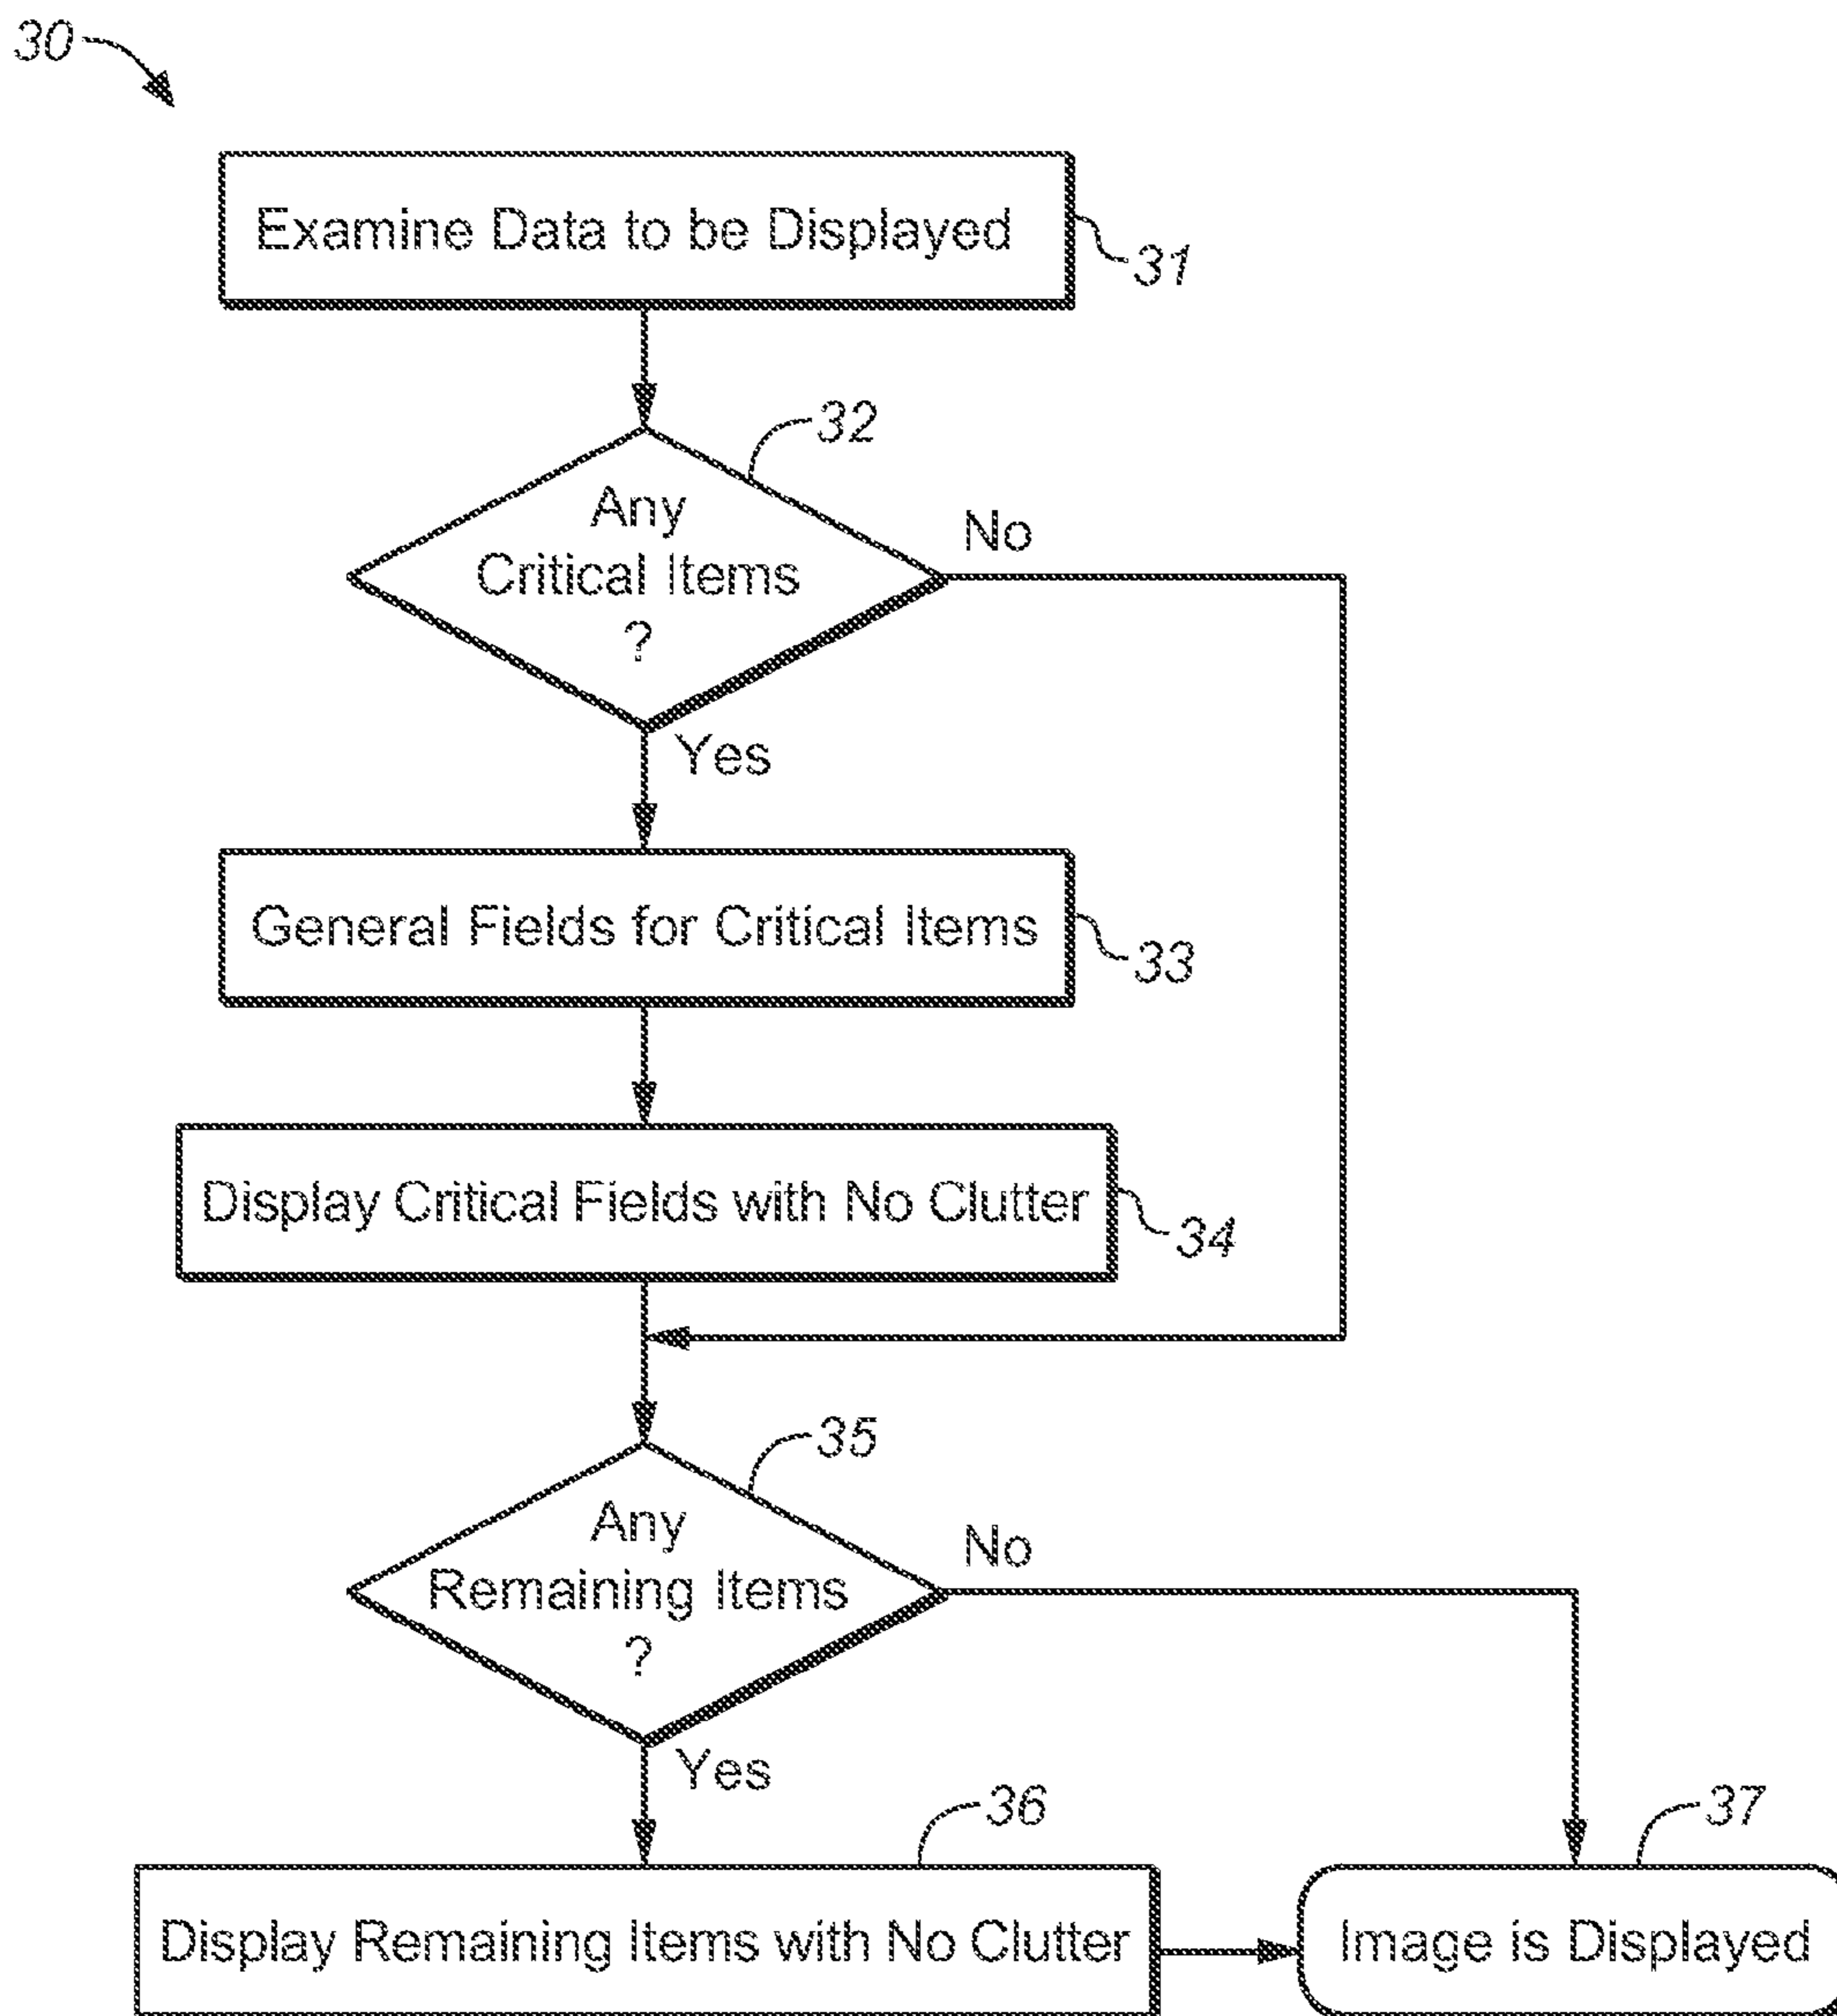 30
Examine Data to be Displayed
31
32
Any
Critical Items
?
No
Yes
General Fields for Critical Items
33
Display Critical Fields with No Clutter
34
35
Any
Remaining Items
?
No
Yes
36
37
Display Remaining Items with No Clutter
Image is Displayed